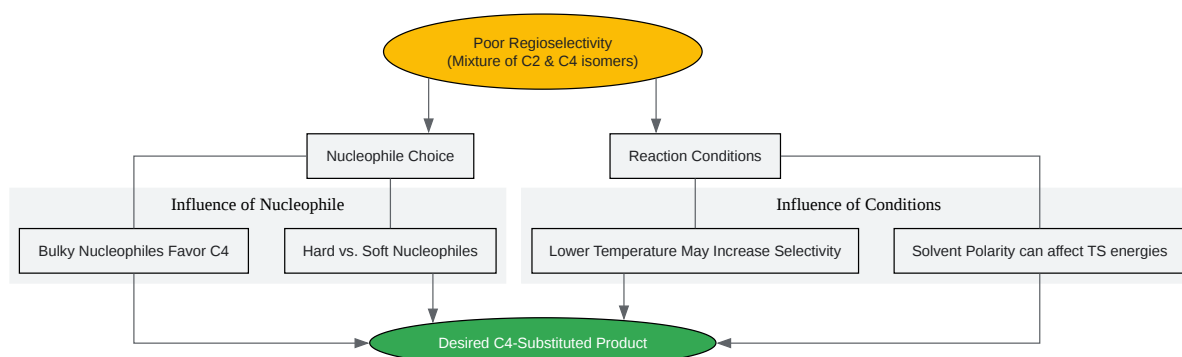 Poor Regioselectivity
(Mixture of C2 & C4 isomers)
Nucleophile Choice
Reaction Conditions
Influence of Nucleophile
Influence of Conditions
Bulky Nucleophiles Favor C4
Hard vs. Soft Nucleophiles
Lower Temperature May Increase Selectivity
Solvent Polarity can affect TS energies
Desired C4-Substituted Product